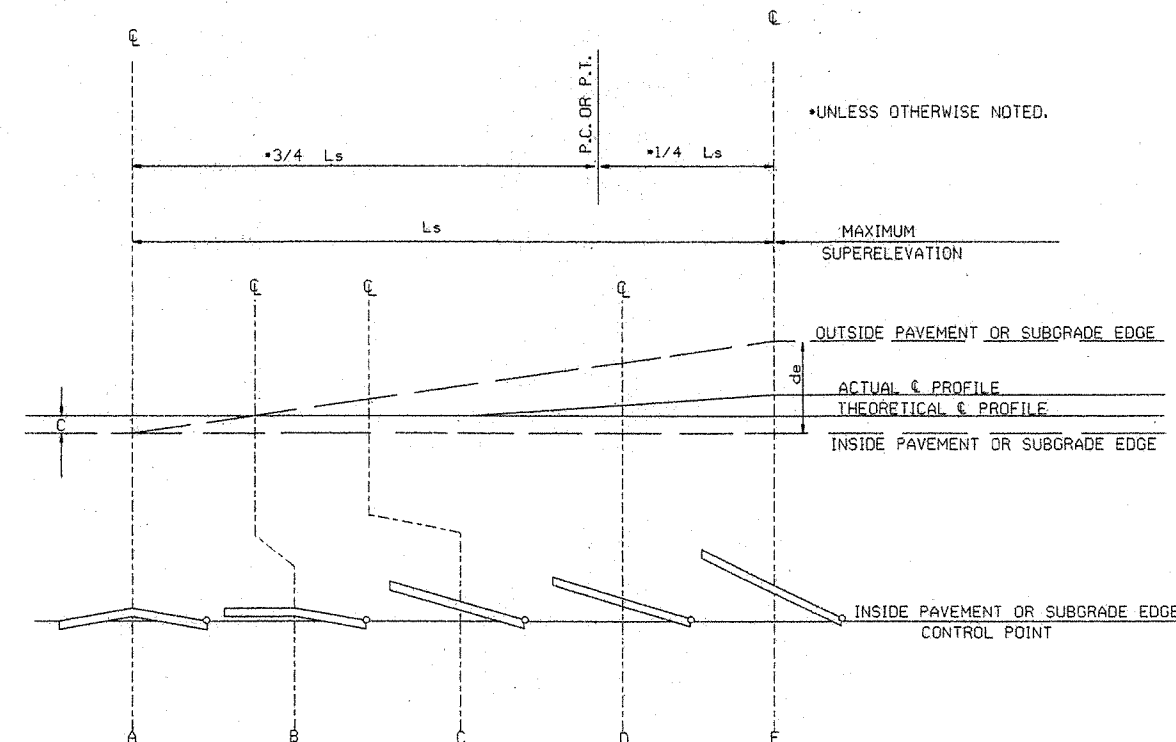 ℄ ℄
P.C. OR P.T.
*UNLESS OTHERWISE NOTED.
*3/4 Ls *1/4 Ls
Ls
MAXIMUM
SUPERELEVATION
℄ ℄ ℄
OUTSIDE PAVEMENT OR SUBGRADE EDGE
de
ACTUAL ℄ PROFILE
THEORETICAL ℄ PROFILE
C
INSIDE PAVEMENT OR SUBGRADE EDGE
INSIDE PAVEMENT OR SUBGRADE EDGE
CONTROL POINT
A B C D E